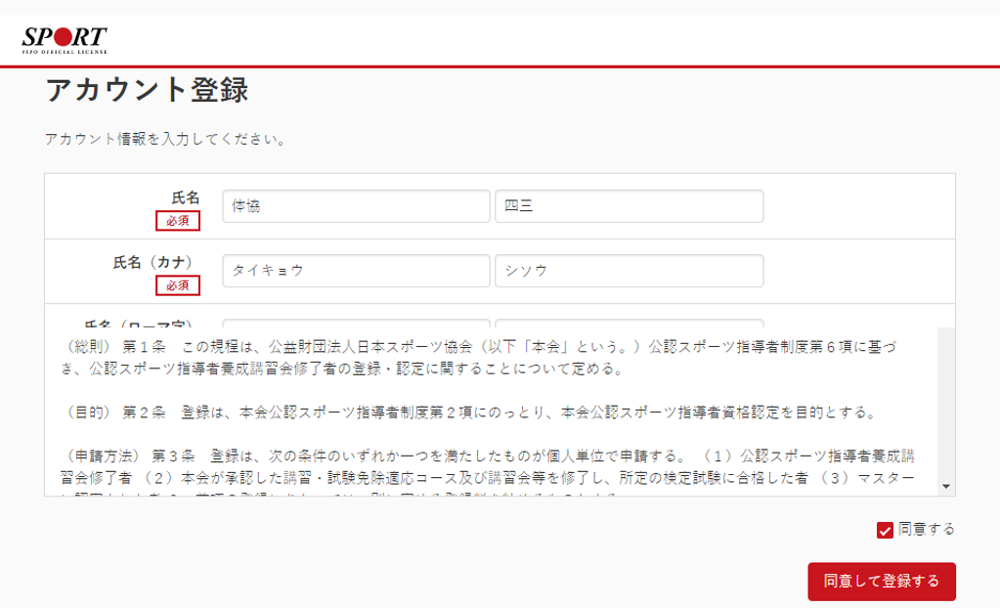 SPORT
JSPO OFFICIAL LICENSE
アカウント登録
アカウント情報を入力してください。
氏名
必須
体協
四三
氏名（カナ）
必須
タイキョウ
シソウ
氏名（ローマ字）
（総則） 第１条　この規程は、公益財団法人日本スポーツ協会（以下「本会」という。）公認スポーツ指導者制度第６項に基づ
き、公認スポーツ指導者養成講習会修了者の登録・認定に関することについて定める。
（目的） 第２条　登録は、本会公認スポーツ指導者制度第２項にのっとり、本会公認スポーツ指導者資格認定を目的とする。
（申請方法） 第３条　登録は、次の条件のいずれか一つを満たしたものが個人単位で申請する。 （１）公認スポーツ指導者養成講
習会修了者 （２）本会が承認した講習・試験免除適応コース及び講習会等を修了し、所定の検定試験に合格した者 （３）マスター
同意する
同意して登録する